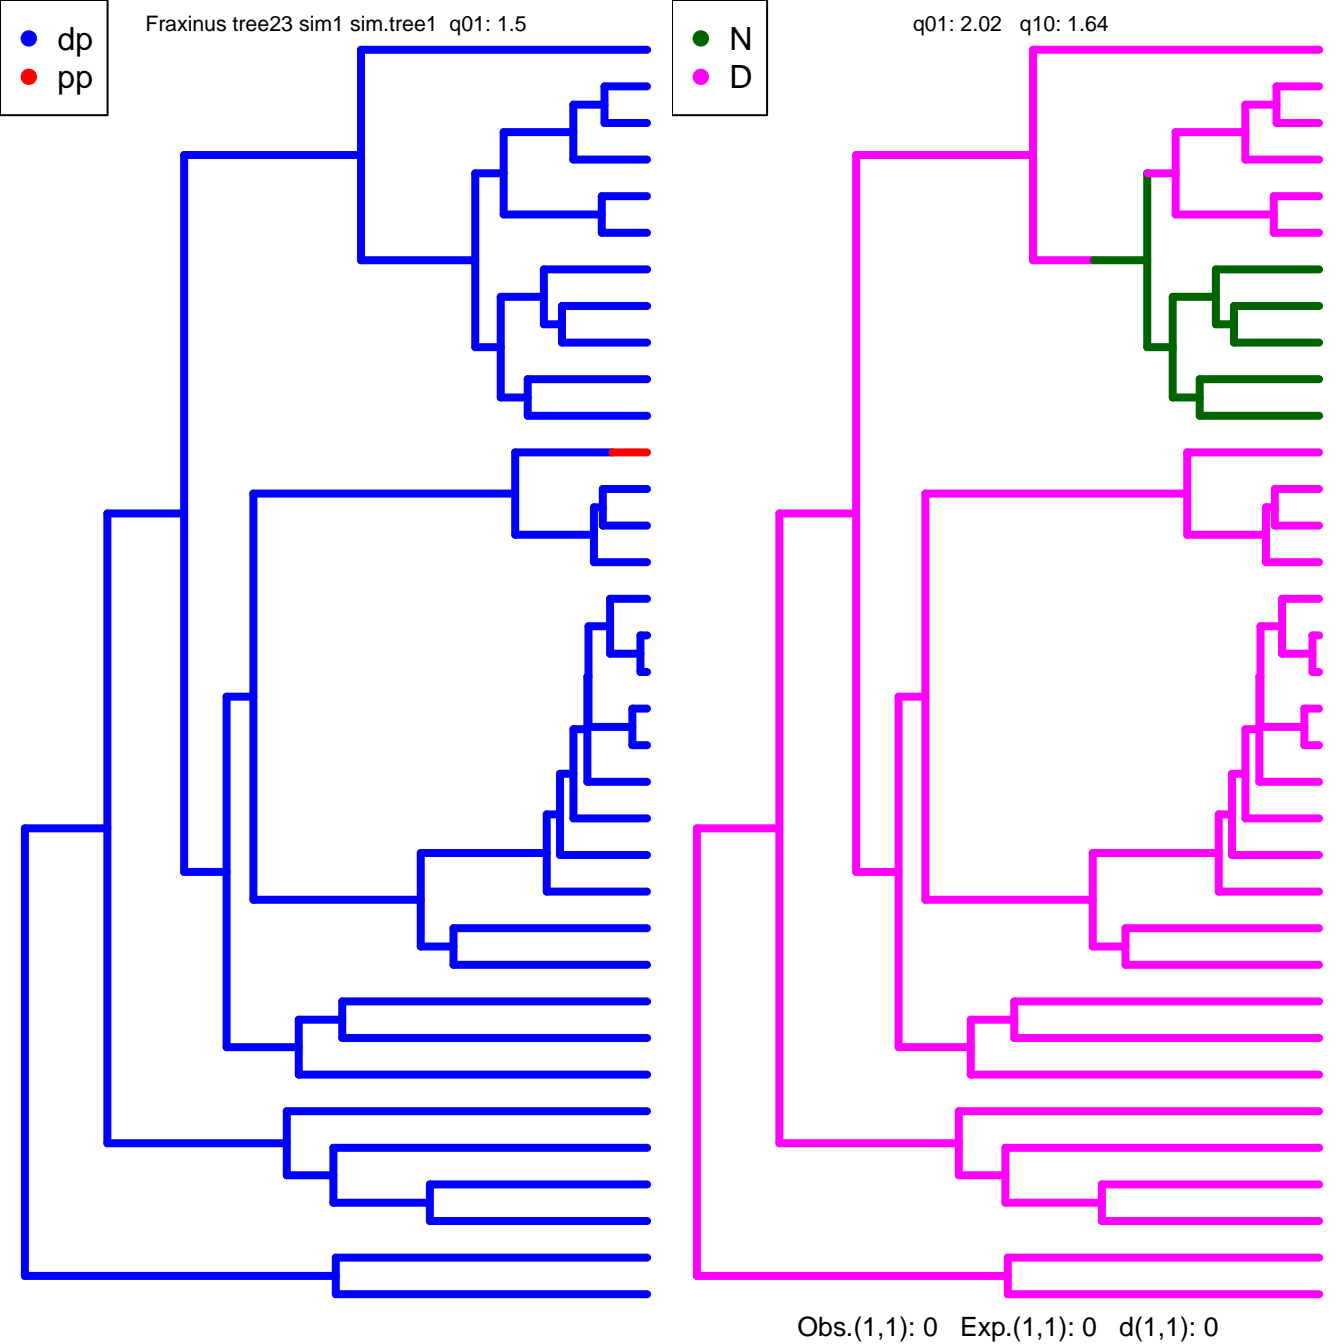 Fraxinus tree23 sim1 sim.tree1 q01: 1.5
dp
pp
q01: 2.02 q10: 1.64
N
D
Obs.(1,1): 0 Exp.(1,1): 0 d(1,1): 0